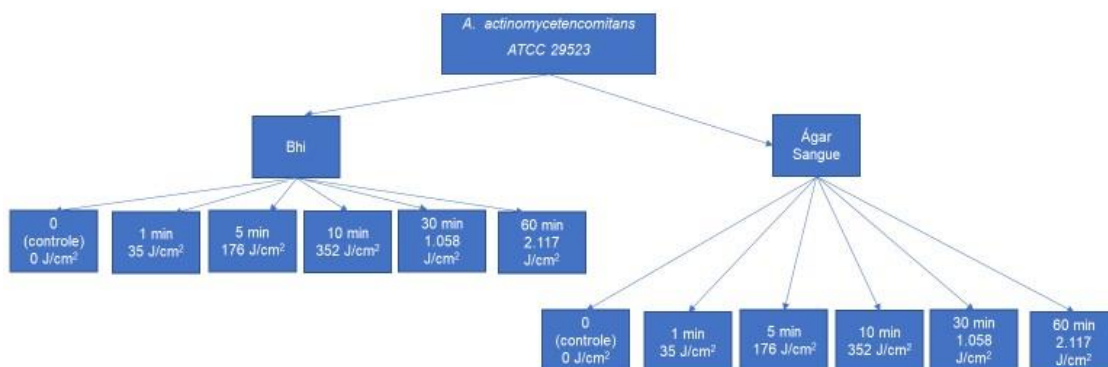 A. actinomycetencomitans
ATCC 29523
Bhi
Ágar
Sangue
0
(controle)
0 J/cm²
1 min
35 J/cm²
5 min
176 J/cm²
10 min
352 J/cm²
30 min
1.058
J/cm²
60 min
2.117
J/cm²
0
(controle)
0 J/cm²
1 min
35 J/cm²
5 min
176 J/cm²
10 min
352 J/cm²
30 min
1.058
J/cm²
60 min
2.117
J/cm²